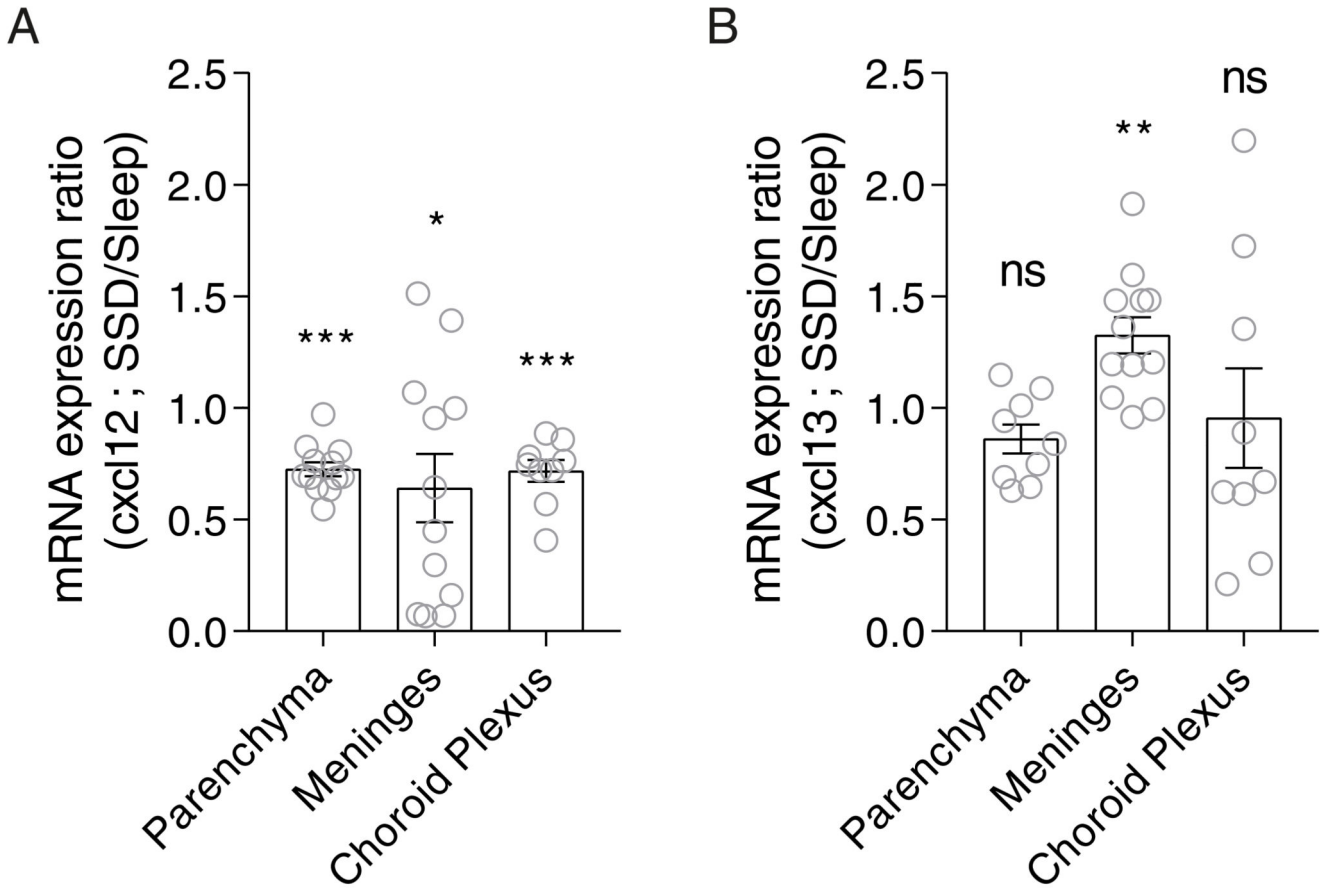 A
mRNA expression ratio
(cxcl12 ; SSD/Sleep)
2.5
2.0
1.5
1.0
0.5
0.0
***
*
***
Parenchyma
Meninges
Choroid Plexus
B
mRNA expression ratio
(cxcl13 ; SSD/Sleep)
2.5
2.0
1.5
1.0
0.5
0.0
ns
**
ns
Parenchyma
Meninges
Choroid Plexus